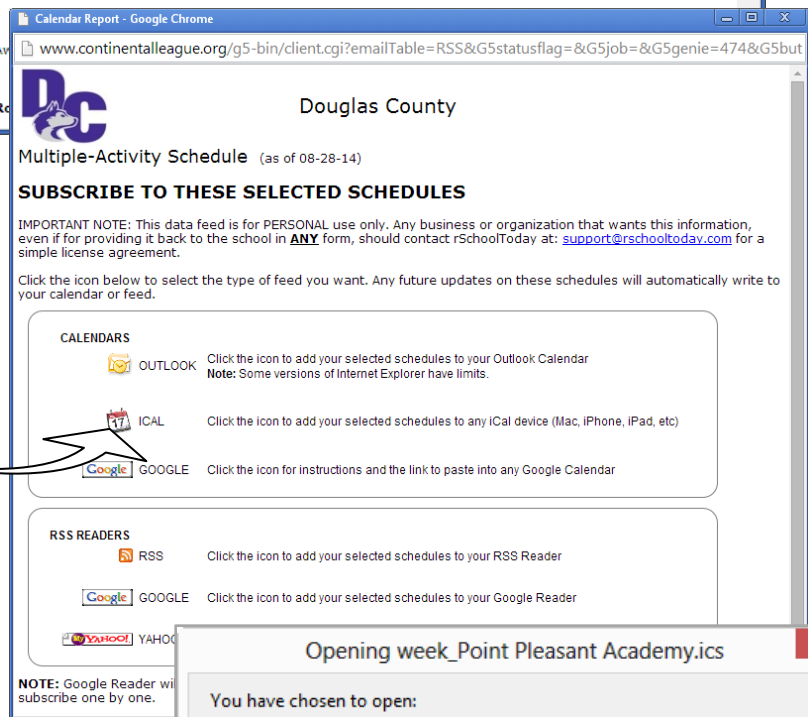 Calendar Report - Google Chrome
www.continentalleague.org/g5-bin/client.cgi?emailTable=RSS&G5statusflag=&G5job=&G5genie=474&G5but
DC
Douglas County
Multiple-Activity Schedule (as of 08-28-14)
SUBSCRIBE TO THESE SELECTED SCHEDULES
IMPORTANT NOTE: This data feed is for PERSONAL use only. Any business or organization that wants this information,
even if for providing it back to the school in ANY form, should contact rSchoolToday at: support@rschooltoday.com for a
simple license agreement.
Click the icon below to select the type of feed you want. Any future updates on these schedules will automatically write to
your calendar or feed.
CALENDARS
OUTLOOK Click the icon to add your selected schedules to your Outlook Calendar
Note: Some versions of Internet Explorer have limits.
17 ICAL Click the icon to add your selected schedules to any iCal device (Mac, iPhone, iPad, etc)
Google GOOGLE Click the icon for instructions and the link to paste into any Google Calendar
RSS READERS
RSS Click the icon to add your selected schedules to your RSS Reader
Google GOOGLE Click the icon to add your selected schedules to your Google Reader
MY YAHOO! YAHOO
NOTE: Google Reader wil
subscribe one by one.
Opening week_Point Pleasant Academy.ics
You have chosen to open: